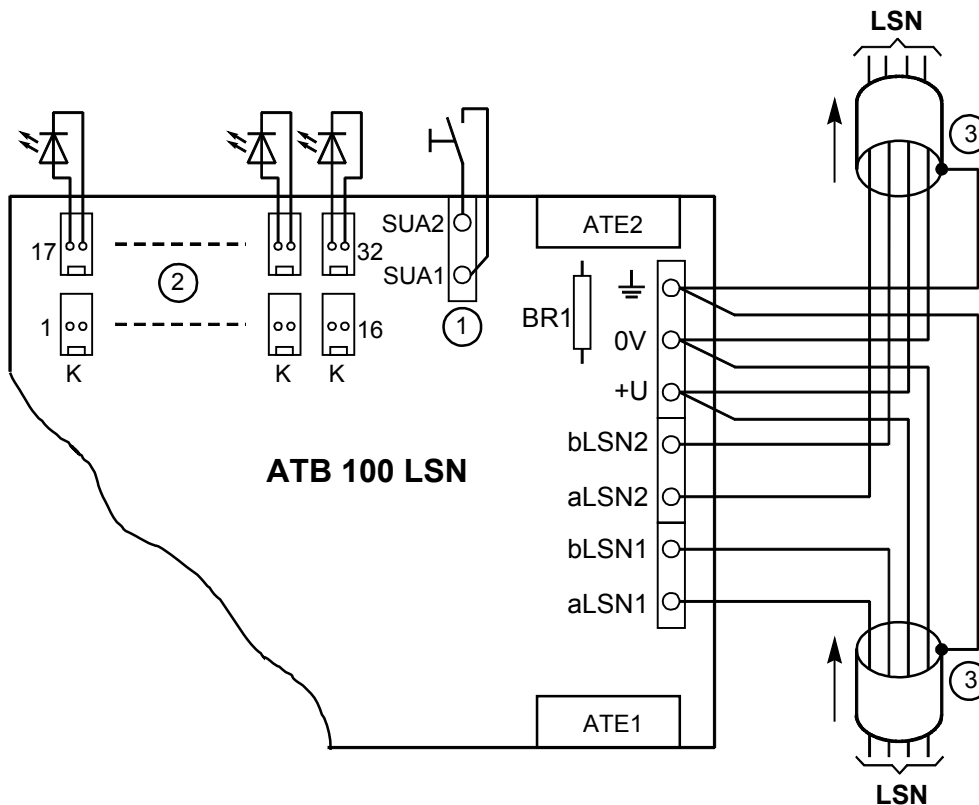 LSN
3
SUA2
ATE2
17
32
SUA1
2
1
BR1
0V
1
16
K
K
K
+U
bLSN2
ATB 100 LSN
aLSN2
bLSN1
aLSN1
3
ATE1
LSN